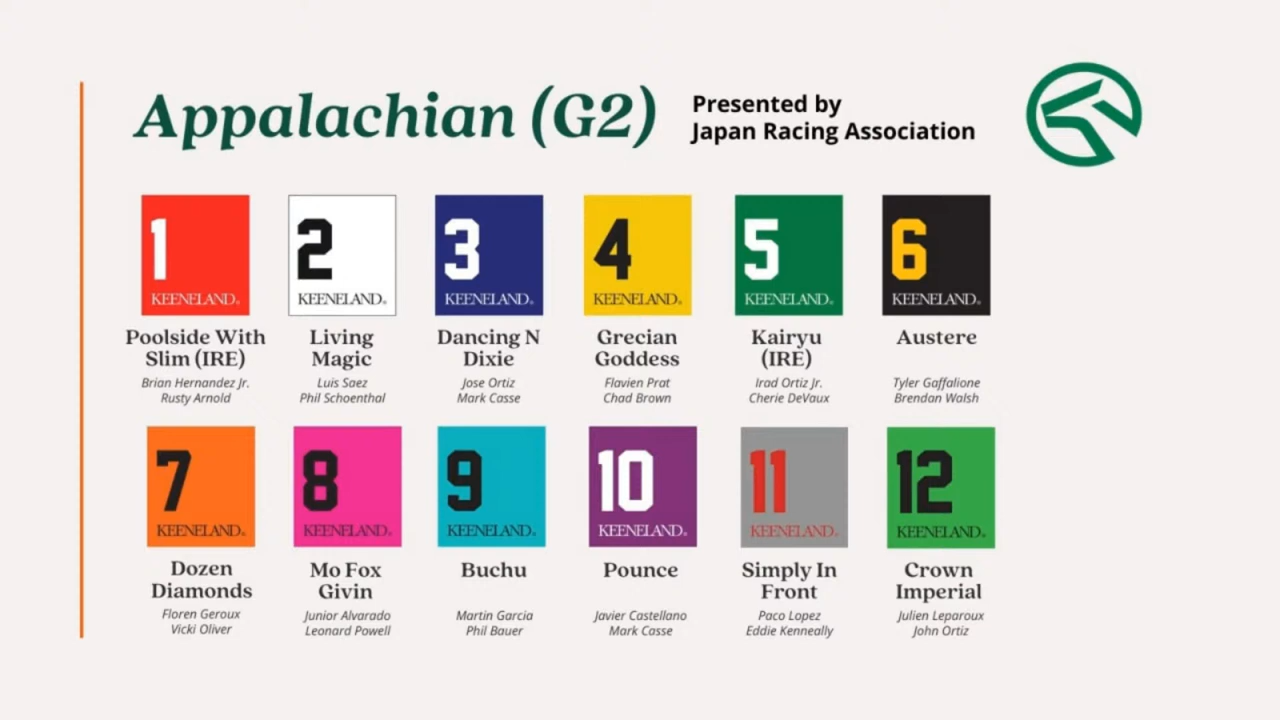 Appalachian (G2)
Presented by
Japan Racing Association
1
KEENELAND®
Poolside With
Slim (IRE)
Brian Hernandez Jr.
Rusty Arnold
2
KEENELAND®
Living
Magic
Luis Saez
Phil Schoenthal
3
KEENELAND®
Dancing N
Dixie
Jose Ortiz
Mark Casse
4
KEENELAND®
Grecian
Goddess
Flavien Prat
Chad Brown
5
KEENELAND®
Kairyu
(IRE)
Irad Ortiz Jr.
Cherie DeVaux
6
KEENELAND®
Austere
Tyler Gaffalione
Brendan Walsh
7
KEENELAND®
Dozen
Diamonds
Floren Geroux
Vicki Oliver
8
KEENELAND®
Mo Fox
Givin
Junior Alvarado
Leonard Powell
9
KEENELAND®
Buchu
Martin Garcia
Phil Bauer
10
KEENELAND®
Pounce
Javier Castellano
Mark Casse
11
KEENELAND®
Simply In
Front
Paco Lopez
Eddie Kenneally
12
KEENELAND®
Crown
Imperial
Julien Leparoux
John Ortiz